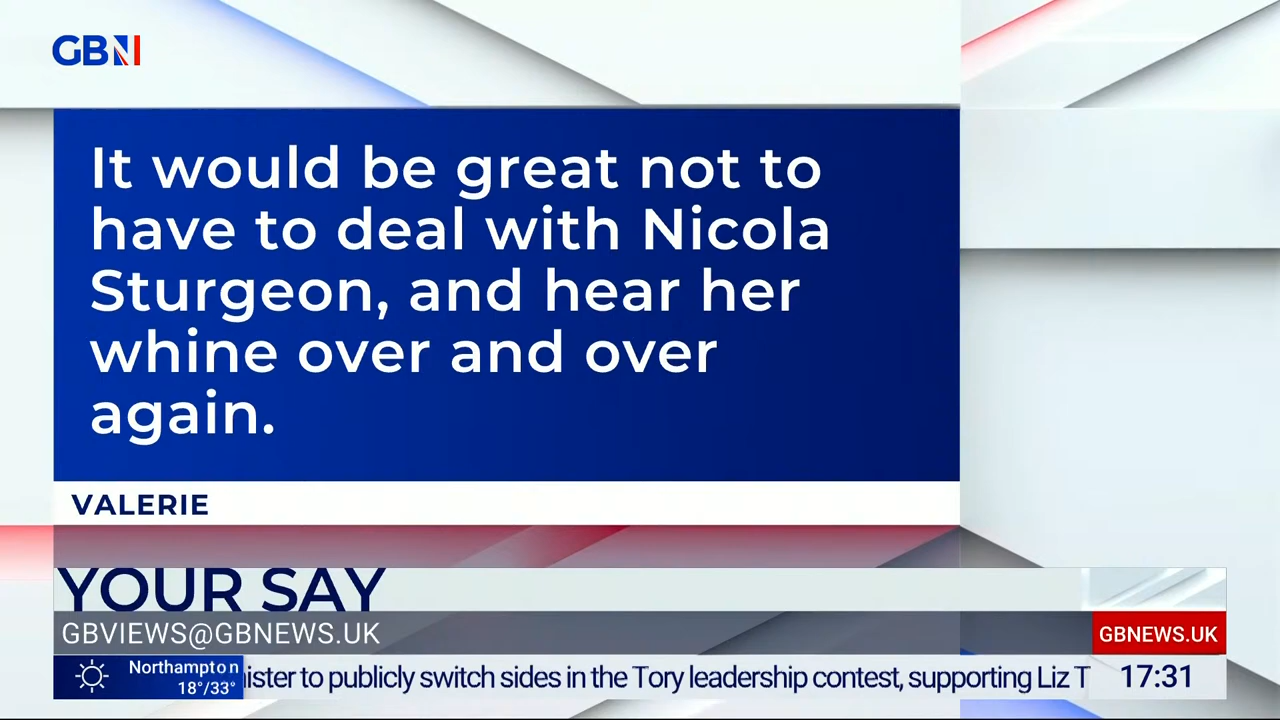 GBN
It would be great not to
have to deal with Nicola
Sturgeon, and hear her
whine over and over
again.
VALERIE
YOUR SAY
GBVIEWS@GBNEWS.UK
GBNEWS.UK
Northampton
18°/33°
to publicly switch sides in the Tory leadership contest, supporting Liz
17:31